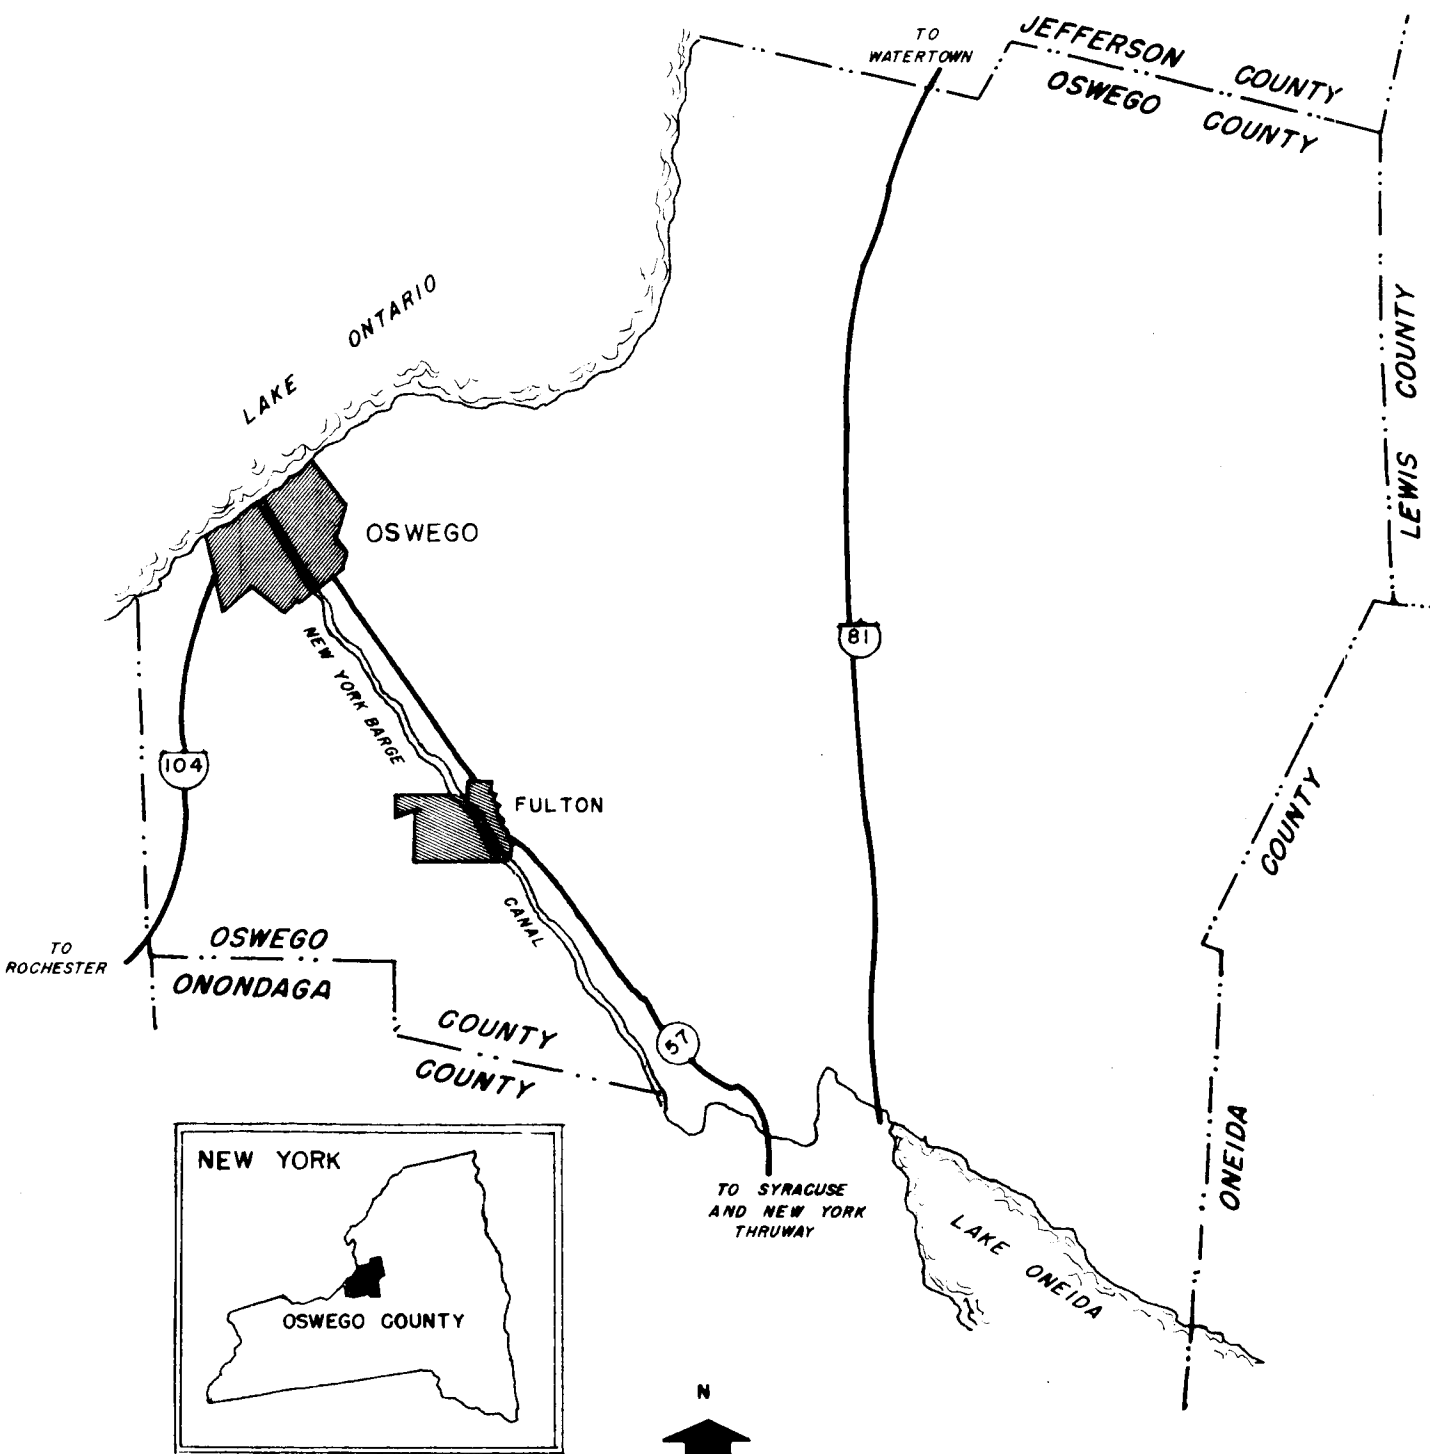 TO
WATERTOWN
JEFFERSON COUNTY
OSWEGO COUNTY
LAKE ONTARIO
LEWIS COUNTY
OSWEGO
NEW YORK BARGE
81
104
FULTON
COUNTY
CANAL
TO
ROCHESTER
OSWEGO
ONONDAGA
COUNTY
COUNTY
57
ONEIDA
TO SYRACUSE
AND NEW YORK
THRUWAY
LAKE ONEIDA
NEW YORK
OSWEGO COUNTY
N